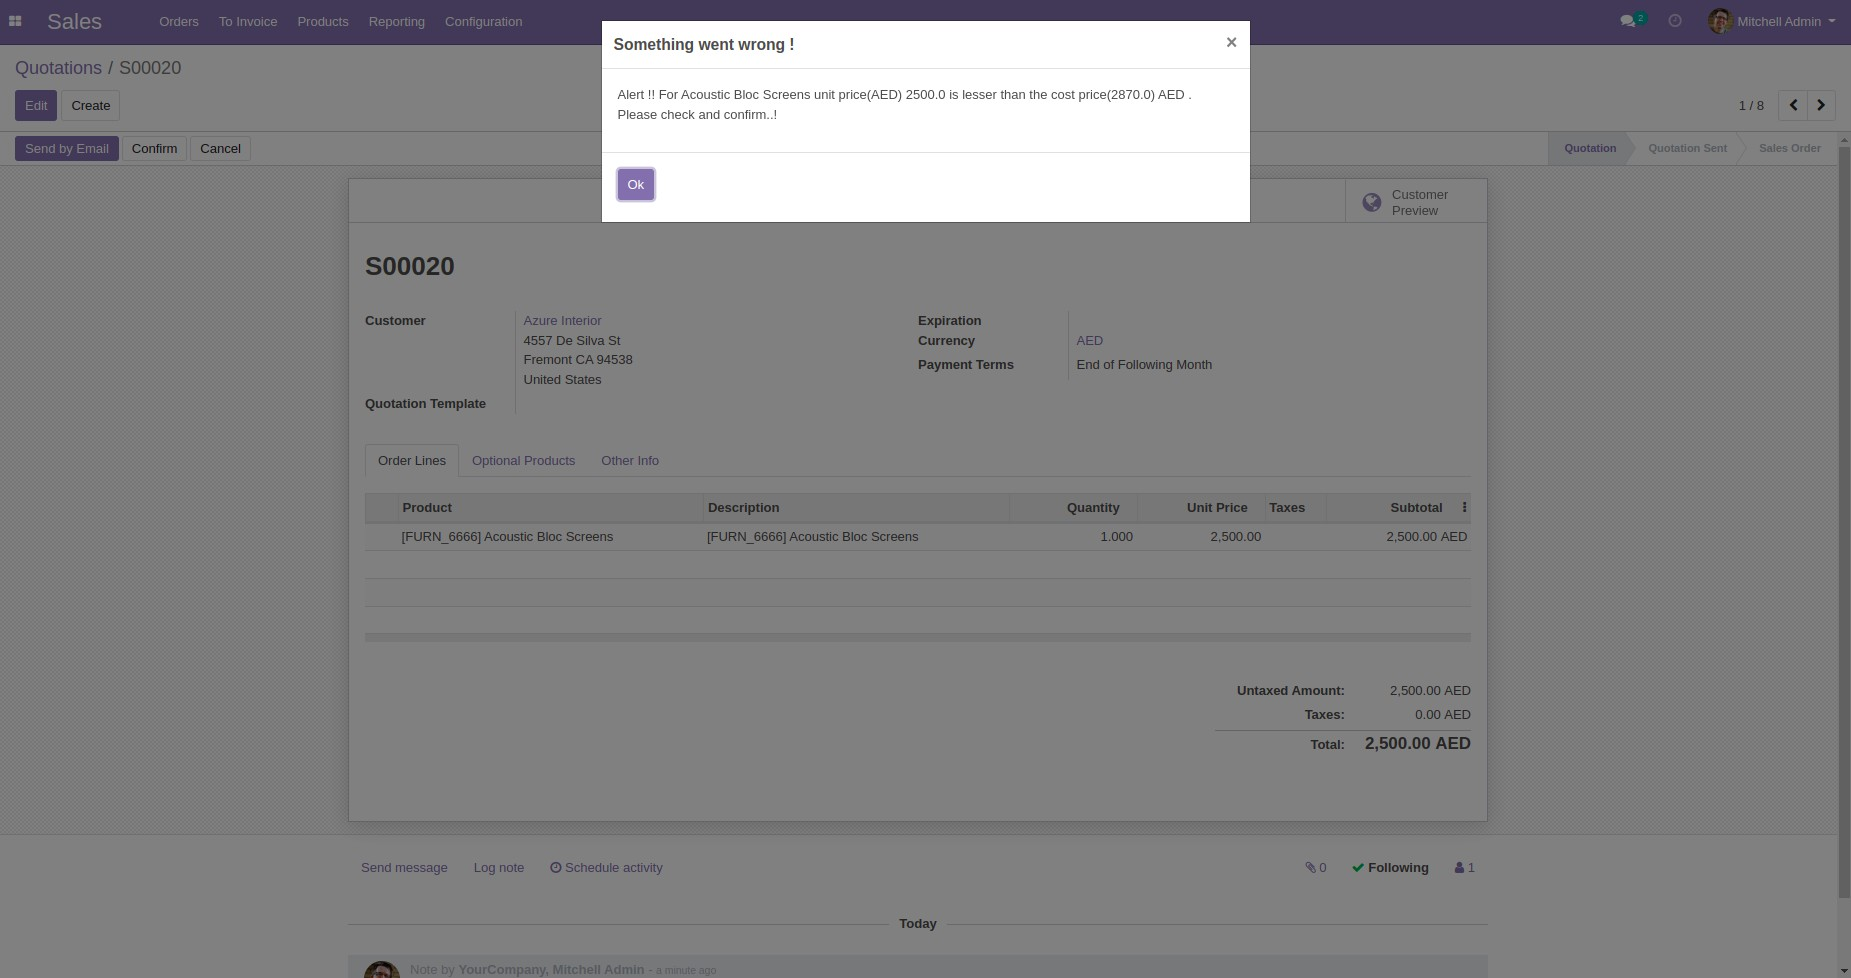 Sales
Orders
To Invoice
Products
Reporting
Configuration
2
Mitchell Admin
Something went wrong !
×
Alert !! For Acoustic Bloc Screens unit price(AED) 2500.0 is lesser than the cost price(2870.0) AED .
Please check and confirm..!
Ok
Quotations / S00020
Edit
Create
1 / 8
Send by Email
Confirm
Cancel
Quotation
Quotation Sent
Sales Order
Customer
Preview
S00020
Customer
Azure Interior
4557 De Silva St
Fremont CA 94538
United States
Quotation Template
Expiration
Currency
AED
Payment Terms
End of Following Month
Order Lines
Optional Products
Other Info
Product Description Quantity Unit Price Taxes Subtotal
[FURN_6666] Acoustic Bloc Screens [FURN_6666] Acoustic Bloc Screens 1.000 2,500.00 2,500.00 AED
Untaxed Amount: 2,500.00 AED
Taxes: 0.00 AED
Total: 2,500.00 AED
Send message
Log note
Schedule activity
0
Following
1
Today
Note by YourCompany, Mitchell Admin - a minute ago